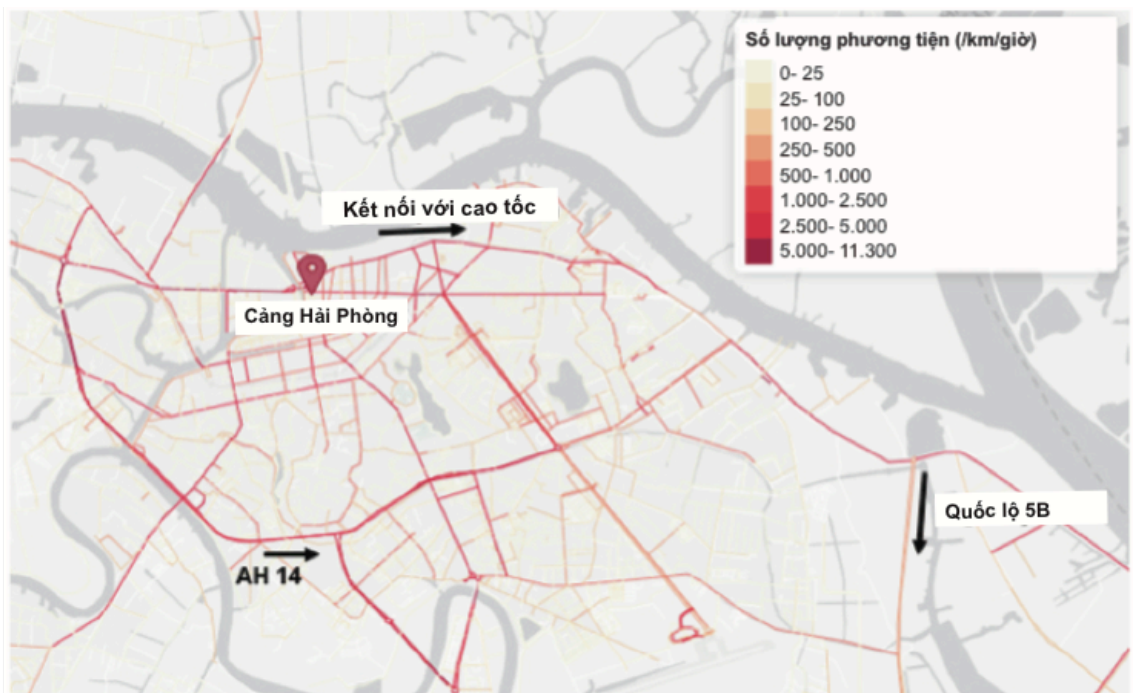 Số lượng phương tiện (/km/giờ)
0- 25
25- 100
100- 250
250- 500
500- 1.000
1.000- 2.500
2.500- 5.000
5.000- 11.300
Kết nối với cao tốc
Cảng Hải Phòng
Quốc lộ 5B
AH 14